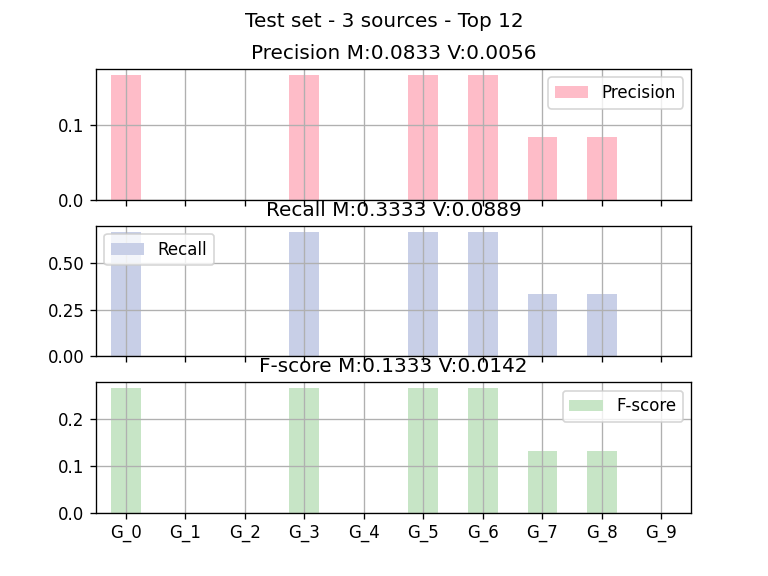 Test set - 3 sources - Top 12
Precision M:0.0833 V:0.0056
Precision
0.1
0.0
Recall M:0.3333 V:0.0889
Recall
0.50
0.25
0.00
F-score M:0.1333 V:0.0142
F-score
0.2
0.1
0.0
G_0 G_1 G_2 G_3 G_4 G_5 G_6 G_7 G_8 G_9